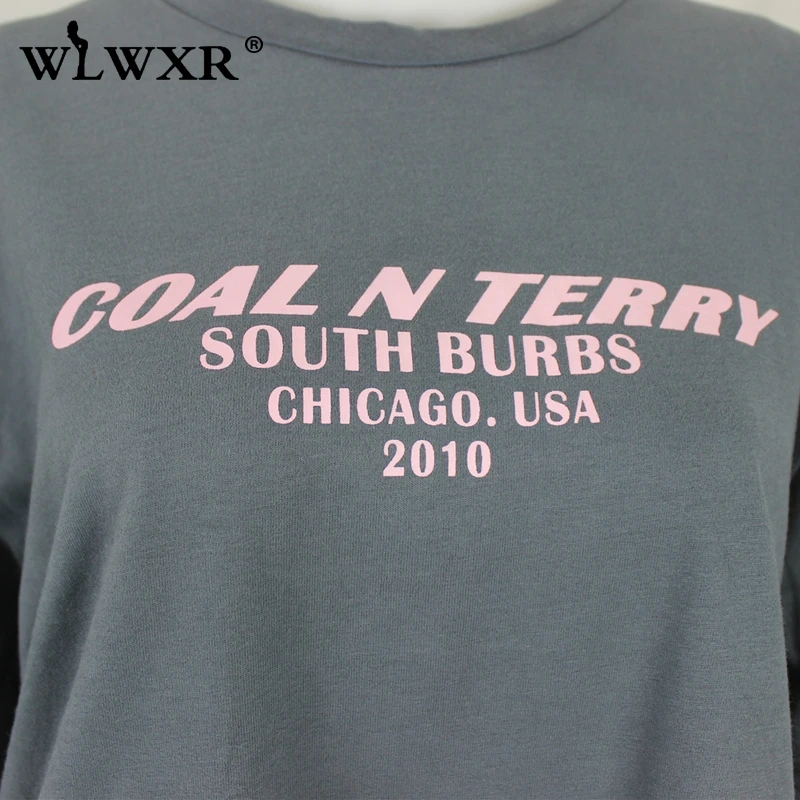 WLWXR®
COAL N TERRY
SOUTH BURBS
CHICAGO. USA
2010